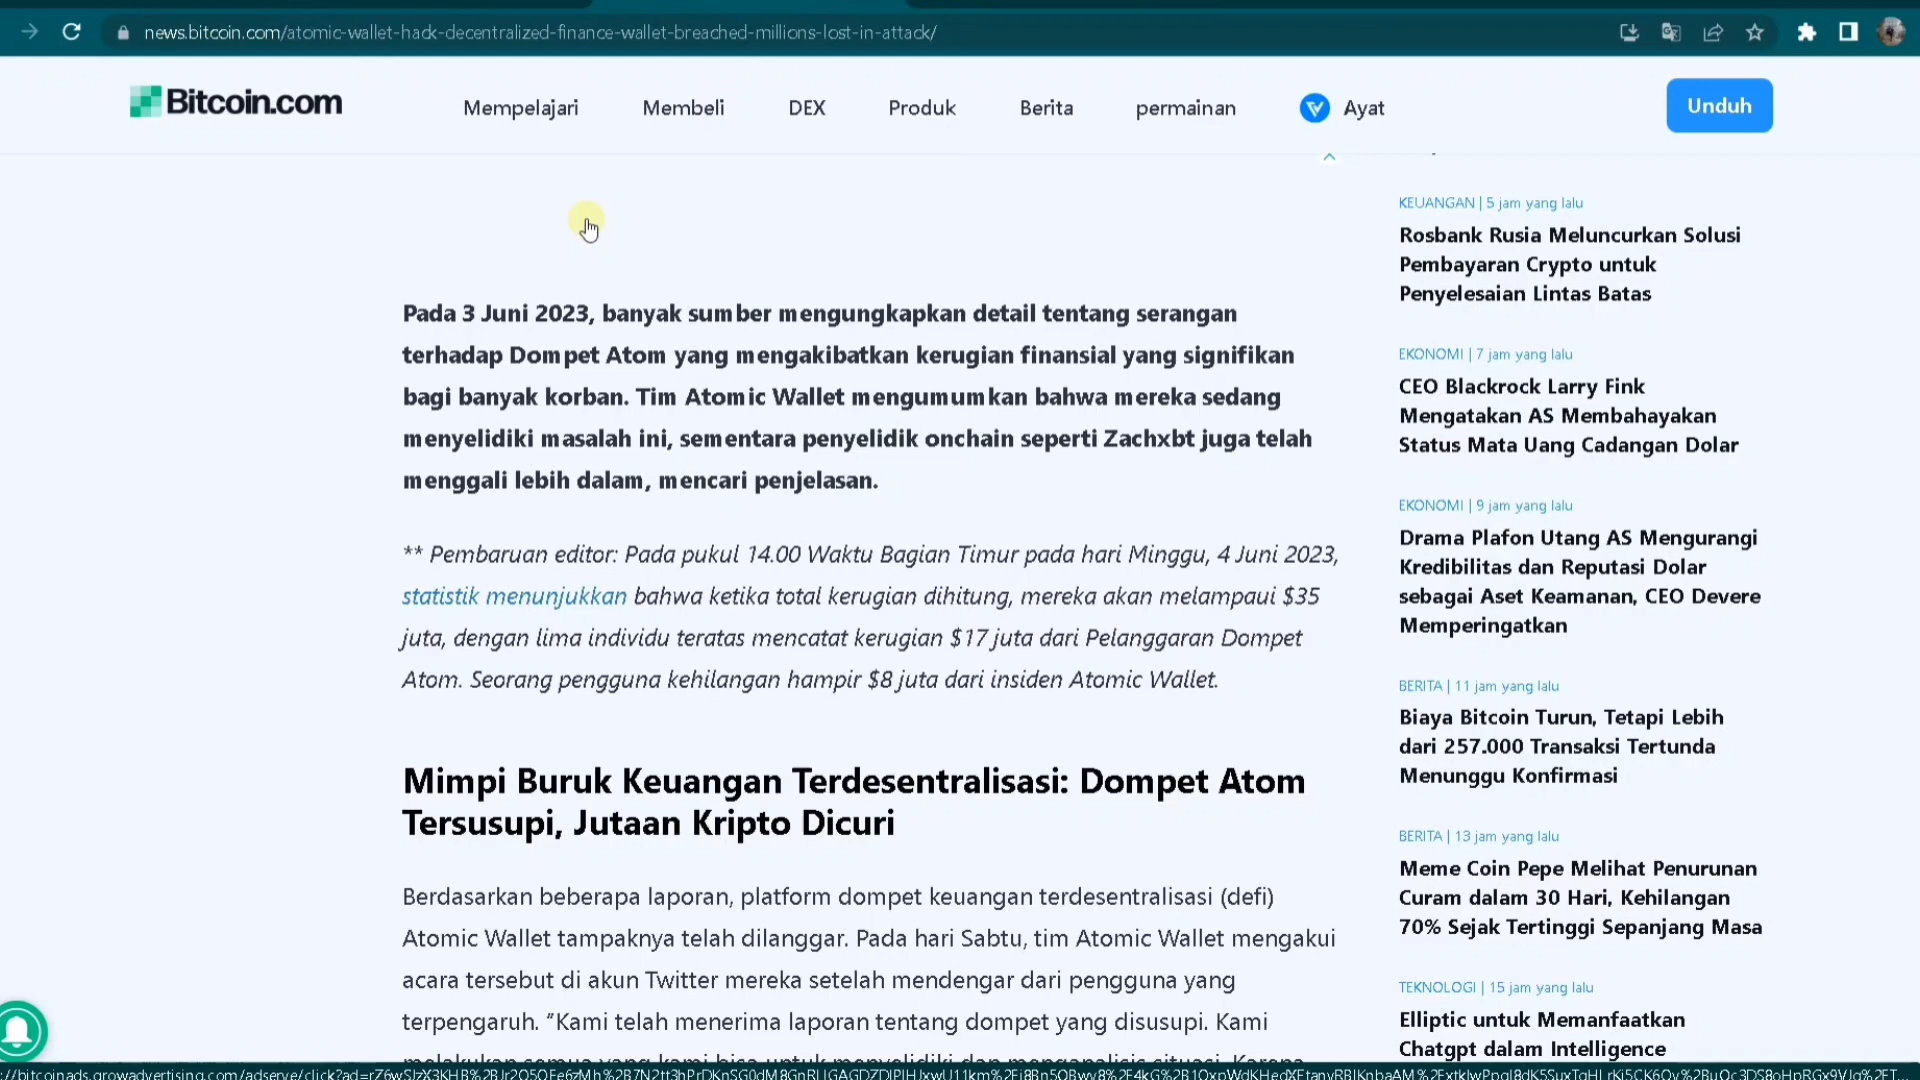 news.bitcoin.com/atomic-wallet-hack-decentralized-finance-wallet-breached-millions-lost-in-attack/
Bitcoin.com
Mempelajari Membeli DEX Produk Berita permainan Ayat Unduh
Pada 3 Juni 2023, banyak sumber mengungkapkan detail tentang serangan
terhadap Dompet Atom yang mengakibatkan kerugian finansial yang signifikan
bagi banyak korban. Tim Atomic Wallet mengumumkan bahwa mereka sedang
menyelidiki masalah ini, sementara penyelidik onchain seperti Zachxbt juga telah
menggali lebih dalam, mencari penjelasan.
** Pembaruan editor: Pada pukul 14.00 Waktu Bagian Timur pada hari Minggu, 4 Juni 2023,
statistik menunjukkan bahwa ketika total kerugian dihitung, mereka akan melampaui $35
juta, dengan lima individu teratas mencatat kerugian $17 juta dari Pelanggaran Dompet
Atom. Seorang pengguna kehilangan hampir $8 juta dari insiden Atomic Wallet.
Mimpi Buruk Keuangan Terdesentralisasi: Dompet Atom
Tersusupi, Jutaan Kripto Dicuri
Berdasarkan beberapa laporan, platform dompet keuangan terdesentralisasi (defi)
Atomic Wallet tampaknya telah dilanggar. Pada hari Sabtu, tim Atomic Wallet mengakui
acara tersebut di akun Twitter mereka setelah mendengar dari pengguna yang
terpengaruh. “Kami telah menerima laporan tentang dompet yang disusupi. Kami
melakukan semua yang kami bisa untuk menyelidiki dan menganalisis situasi. Karena
KEUANGAN | 5 jam yang lalu
Rosbank Rusia Meluncurkan Solusi
Pembayaran Crypto untuk
Penyelesaian Lintas Batas
EKONOMI | 7 jam yang lalu
CEO Blackrock Larry Fink
Mengatakan AS Membahayakan
Status Mata Uang Cadangan Dolar
EKONOMI | 9 jam yang lalu
Drama Plafon Utang AS Mengurangi
Kredibilitas dan Reputasi Dolar
sebagai Aset Keamanan, CEO Devere
Memperingatkan
BERITA | 11 jam yang lalu
Biaya Bitcoin Turun, Tetapi Lebih
dari 257.000 Transaksi Tertunda
Menunggu Konfirmasi
BERITA | 13 jam yang lalu
Meme Coin Pepe Melihat Penurunan
Curam dalam 30 Hari, Kehilangan
70% Sejak Tertinggi Sepanjang Masa
TEKNOLOGI | 15 jam yang lalu
Elliptic untuk Memanfaatkan
Chatgpt dalam Intelligence